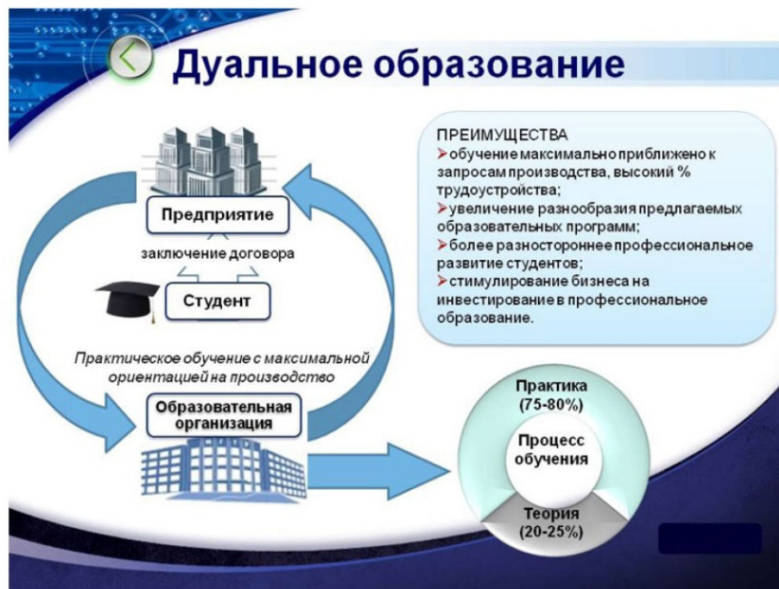 Дуальное образование
Предприятие
заключение договора
Студент
Практическое обучение с максимальной
ориентацией на производство
Образовательная
организация
ПРЕИМУЩЕСТВА
➢обучение максимально приближено к
запросам производства, высокий %
трудоустройства;
➢увеличение разнообразия предлагаемых
образовательных программ;
➢более разностороннее профессиональное
развитие студентов;
➢стимулирование бизнеса на
инвестирование в профессиональное
образование.
Практика
(75-80%)
Процесс
обучения
Теория
(20-25%)